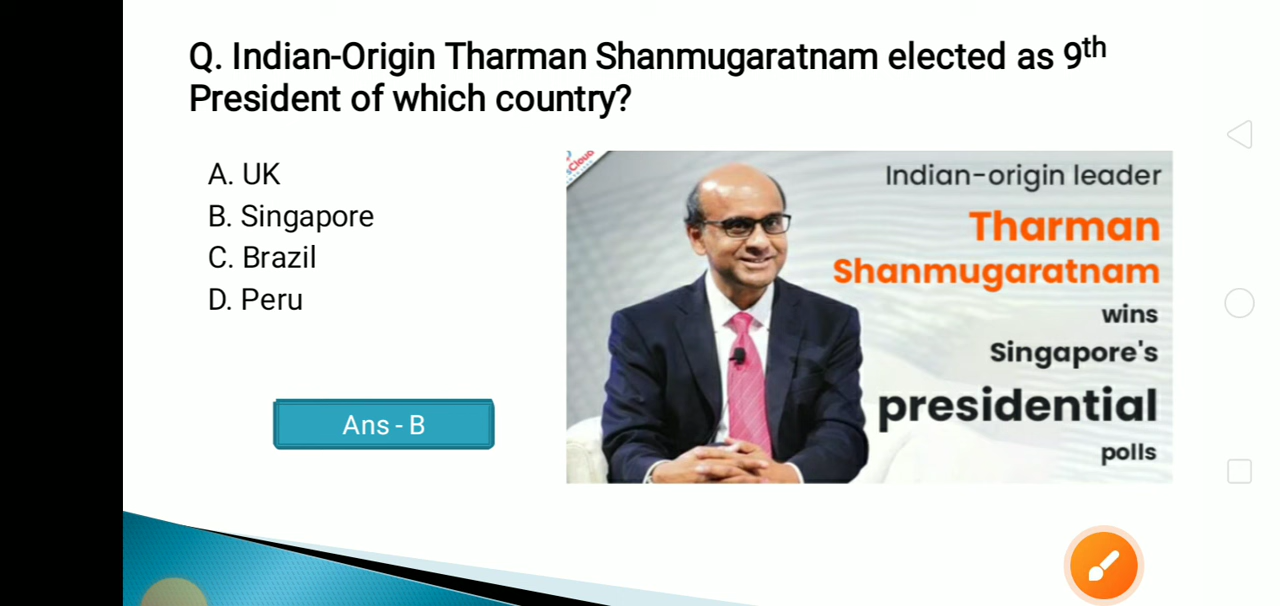 Q. Indian-Origin Tharman Shanmugaratnam elected as 9th
President of which country?
A. UK
B. Singapore
C. Brazil
D. Peru
Ans - B
Indian-origin leader
Tharman
Shanmugaratnam
wins
Singapore's
presidential
polls